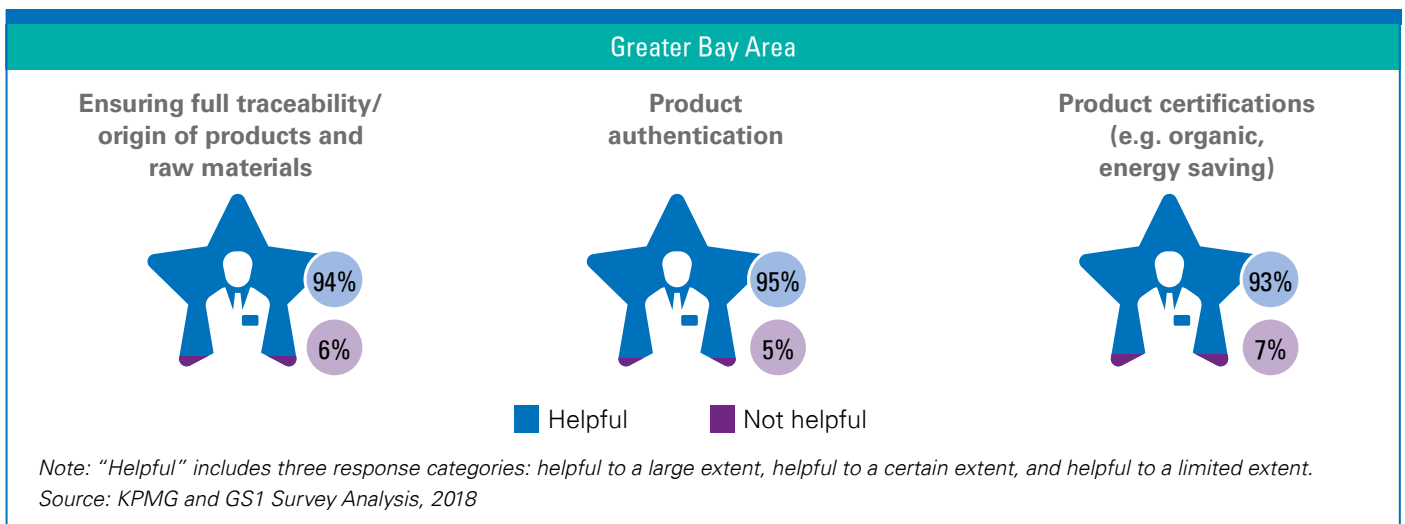 Greater Bay Area
Ensuring full traceability/
origin of products and
raw materials
94%
6%
Product
authentication
95%
5%
Product certifications
(e.g. organic,
energy saving)
93%
7%
Helpful
Not helpful
Note: “Helpful” includes three response categories: helpful to a large extent, helpful to a certain extent, and helpful to a limited extent.
Source: KPMG and GS1 Survey Analysis, 2018